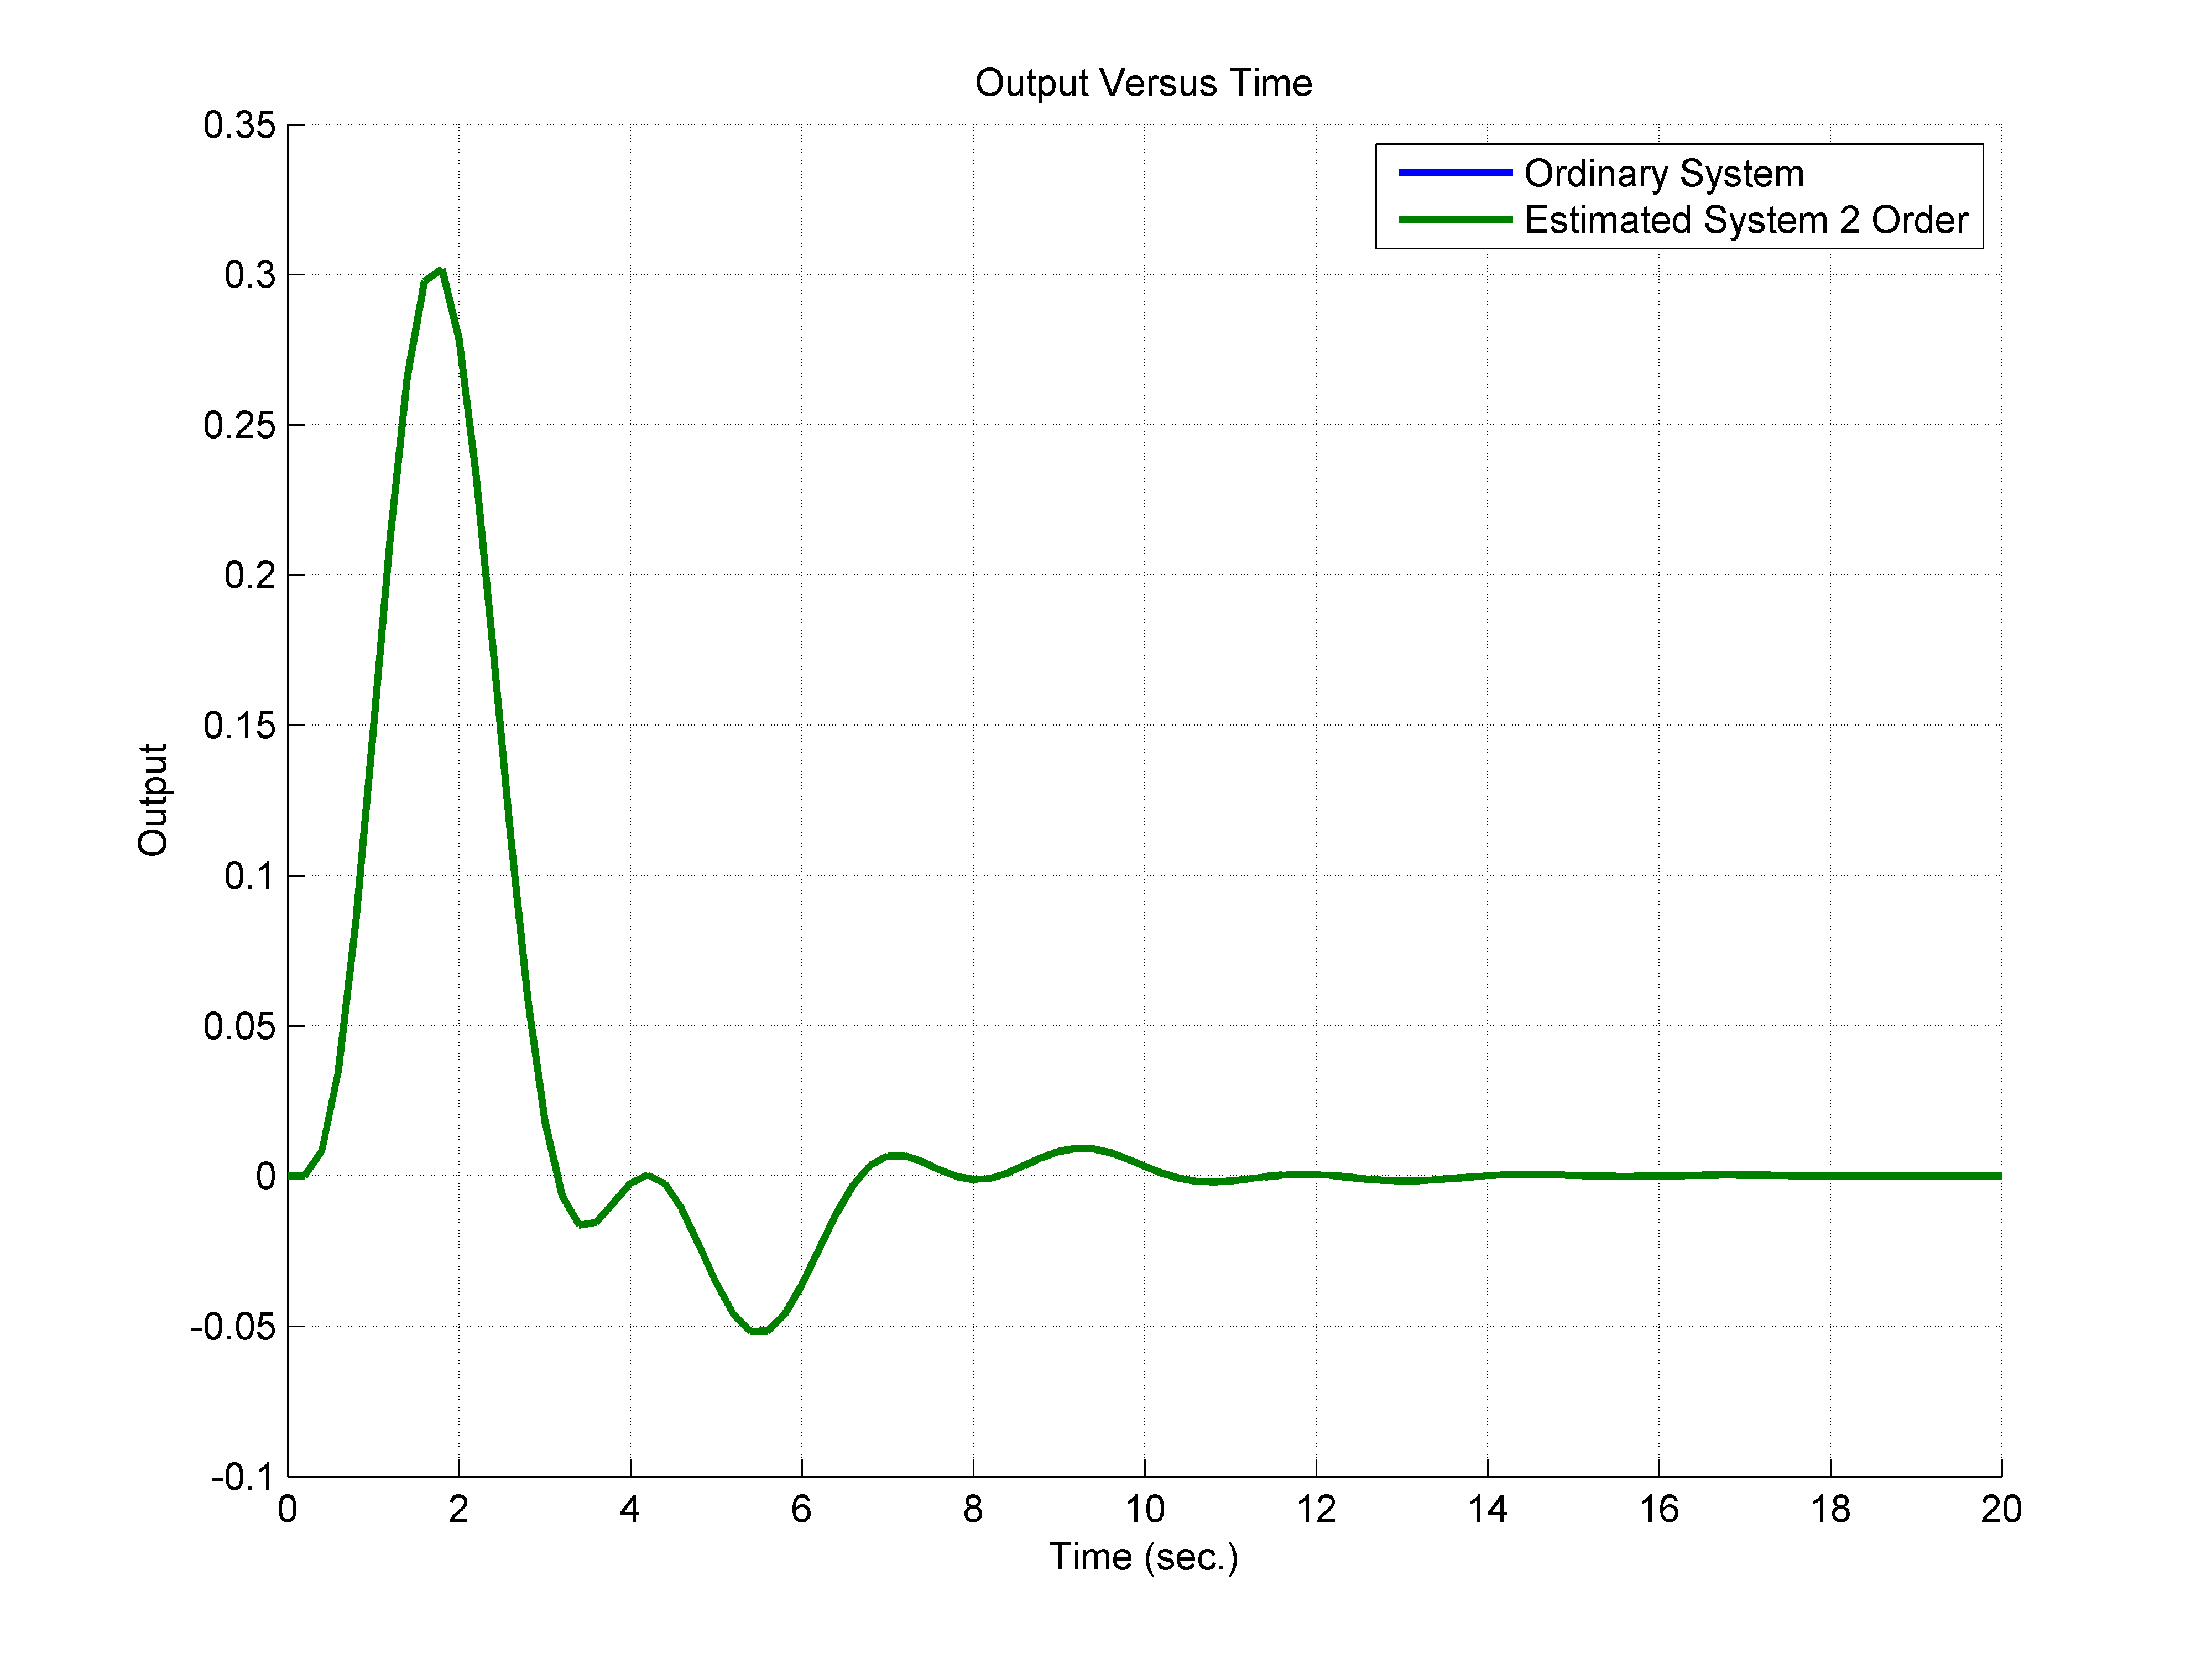 Output Versus Time
Ordinary System
Estimated System 2 Order
0.35
0.3
0.25
0.2
0.15
0.1
0.05
0
-0.05
-0.1
Output
0 2 4 6 8 10 12 14 16 18 20
Time (sec.)